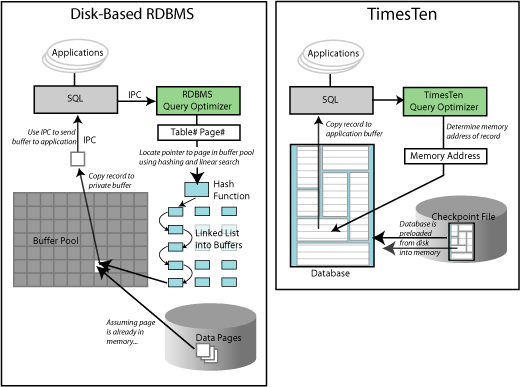 Disk-Based RDBMS
Applications
SQL
IPC
RDBMS
Query Optimizer
Table# Page#
Use IPC to send
buffer to application
IPC
Locate pointer to page in buffer pool
using hashing and linear search
Copy record to
private buffer
Hash
Function
Buffer Pool
Linked List
into Buffers
Assuming page
is already in
memory...
Data Pages
TimesTen
Applications
SQL
TimesTen
Query Optimizer
Copy record to
application buffer
Determine memory
address of record
Memory Address
Checkpoint File
Database is
preloaded
from disk
into memory
Database